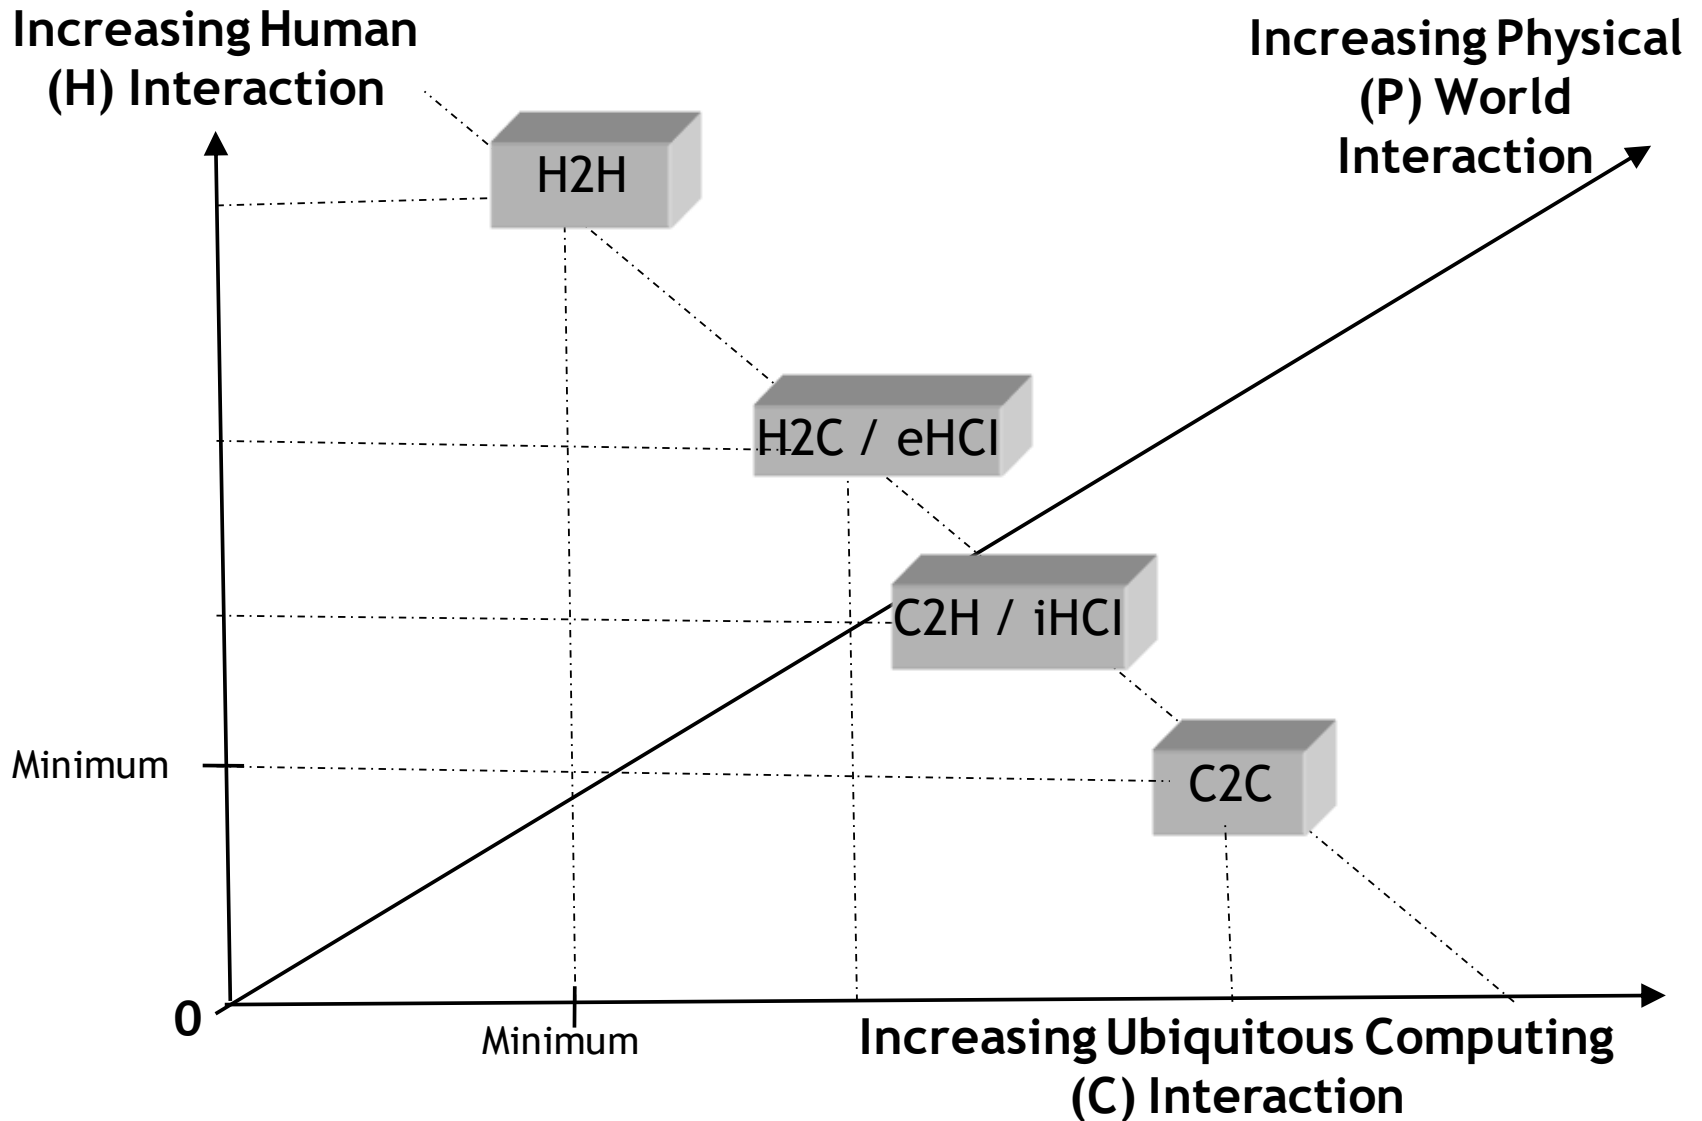 Increasing Human
(H) Interaction
Increasing Physical
(P) World
Interaction
H2H
H2C / eHCI
C2H / iHCI
Minimum
C2C
0
Minimum
Increasing Ubiquitous Computing
(C) Interaction